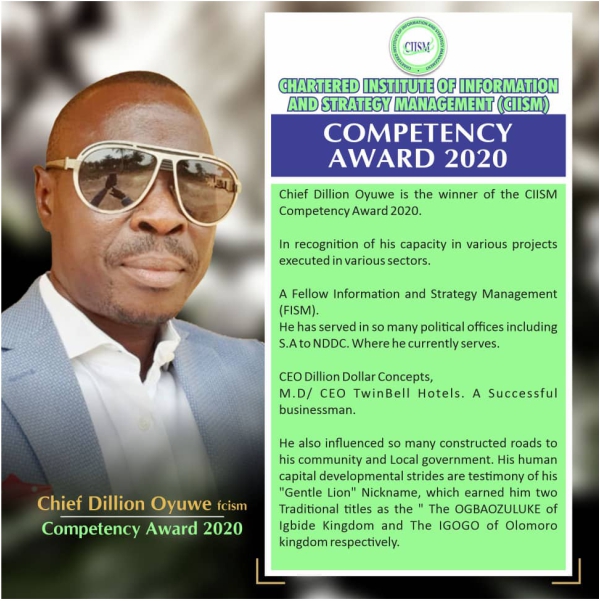 CIISM
CHARTERED INSTITUTE OF INFORMATION
AND STRATEGY MANAGEMENT (CIISM)
COMPETENCY
AWARD 2020
Chief Dillion Oyuwe is the winner of the CIISM
Competency Award 2020.
In recognition of his capacity in various projects
executed in various sectors.
A Fellow Information and Strategy Management
(FISM).
He has served in so many political offices including
S.A to NDDC. Where he currently serves.
CEO Dillion Dollar Concepts,
M.D/ CEO TwinBell Hotels. A Successful
businessman.
He also influenced so many constructed roads to
his community and Local government. His human
capital developmental strides are testimony of his
"Gentle Lion" Nickname, which earned him two
Traditional titles as the " The OGBAOZULUKE of
Igbide Kingdom and The IGOGO of Olomoro
kingdom respectively.
Chief Dillion Oyuwe fcism
Competency Award 2020